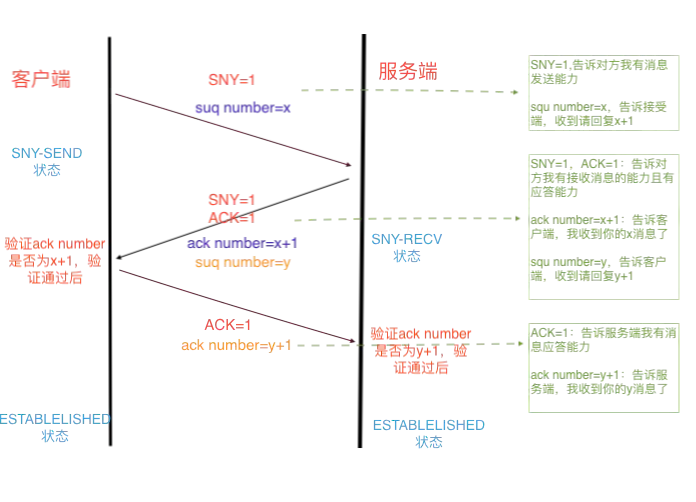 客户端
服务端
SNY=1
suq number=x
SNY=1,告诉对方我有消息
发送能力
squ number=x，告诉接受
端，收到请回复x+1
SNY-SEND
状态
SNY=1
ACK=1
ack number=x+1
suq number=y
SNY=1，ACK=1：告诉对
方我有接收消息的能力且有
应答能力
ack number=x+1：告诉客
户端，我收到你的x消息了
squ number=y，告诉客户
端，收到请回复y+1
SNY-RECV
状态
验证ack number
是否为x+1，验
证通过后
ACK=1
ack number=y+1
验证ack number
是否为y+1，验
证通过后
ACK=1：告诉服务端我有消
息应答能力
ack number=y+1：告诉服
务端，我收到你的y消息了
ESTABLELISHED
状态
ESTABLELISHED
状态